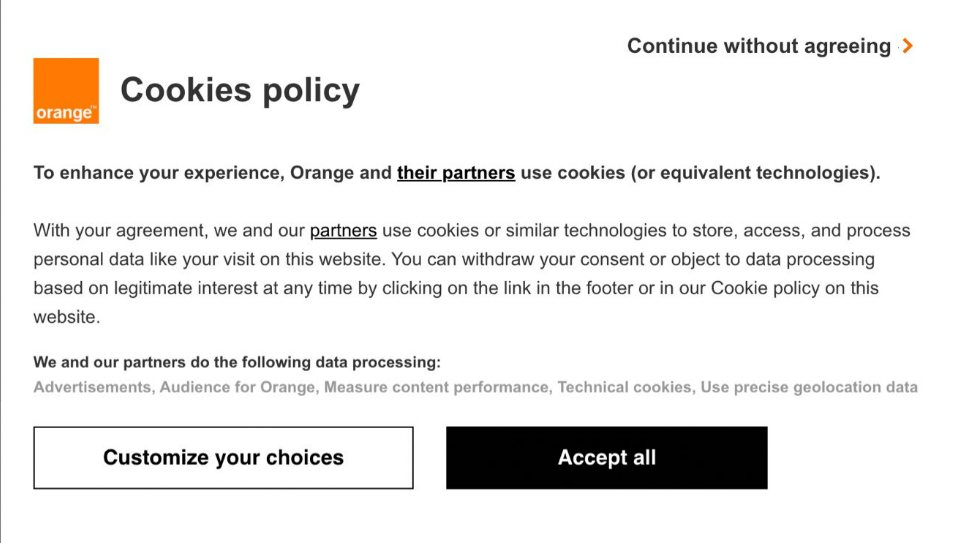 Continue without agreeing
orange™
Cookies policy
To enhance your experience, Orange and their partners use cookies (or equivalent technologies).
With your agreement, we and our partners use cookies or similar technologies to store, access, and process
personal data like your visit on this website. You can withdraw your consent or object to data processing
based on legitimate interest at any time by clicking on the link in the footer or in our Cookie policy on this
website.
We and our partners do the following data processing:
Advertisements, Audience for Orange, Measure content performance, Technical cookies, Use precise geolocation data
Customize your choices
Accept all